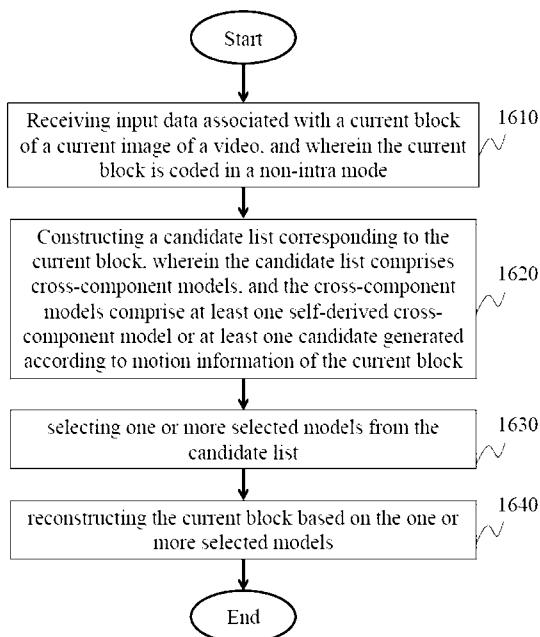 Start
Receiving input data associated with a current block
of a current image of a video, and wherein the current
block is coded in a non-intra mode
1610
Constructing a candidate list corresponding to the
current block, wherein the candidate list comprises
cross-component models, and the cross-component
models comprise at least one self-derived cross-
component model or at least one candidate generated
according to motion information of the current block
1620
selecting one or more selected models from the
candidate list
1630
reconstructing the current block based on the one or
more selected models
1640
End